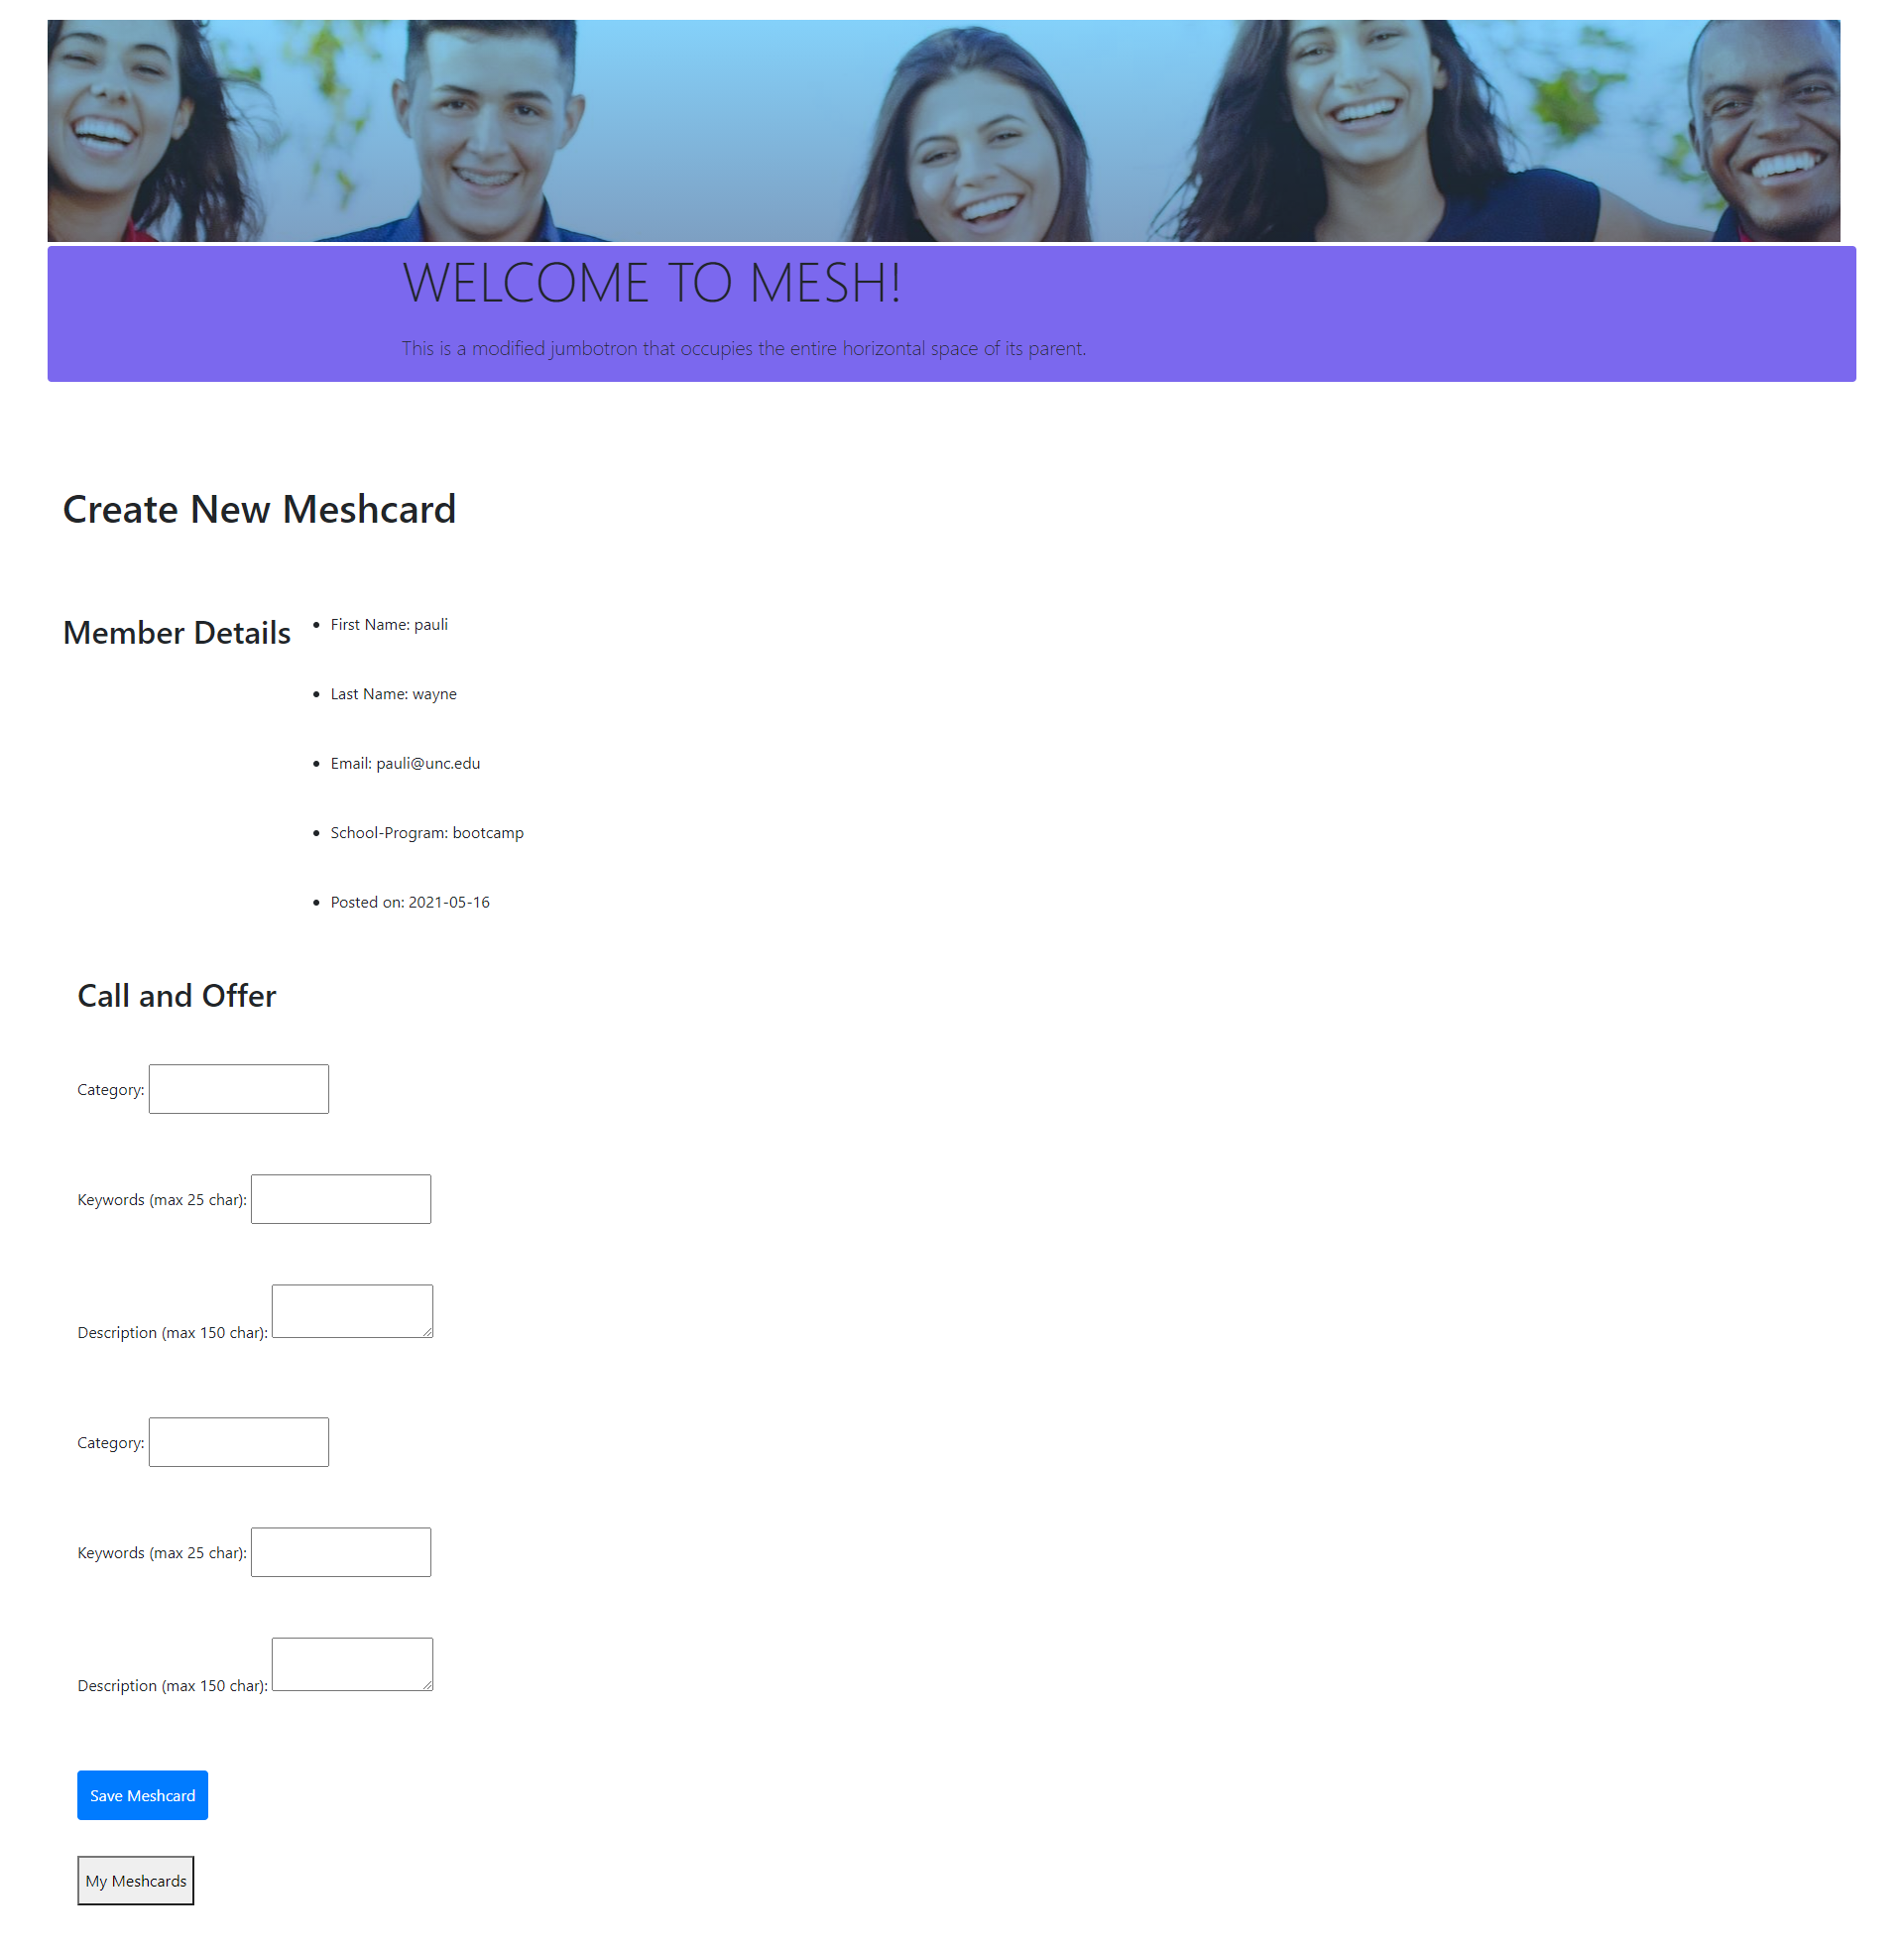 WELCOME TO MESH!
This is a modified jumbotron that occupies the entire horizontal space of its parent.
Create New Meshcard
Member Details
First Name: pauli
Last Name: wayne
Email: pauli@unc.edu
School-Program: bootcamp
Posted on: 2021-05-16
Call and Offer
Category:
Keywords (max 25 char):
Description (max 150 char):
Category:
Keywords (max 25 char):
Description (max 150 char):
Save Meshcard
My Meshcards